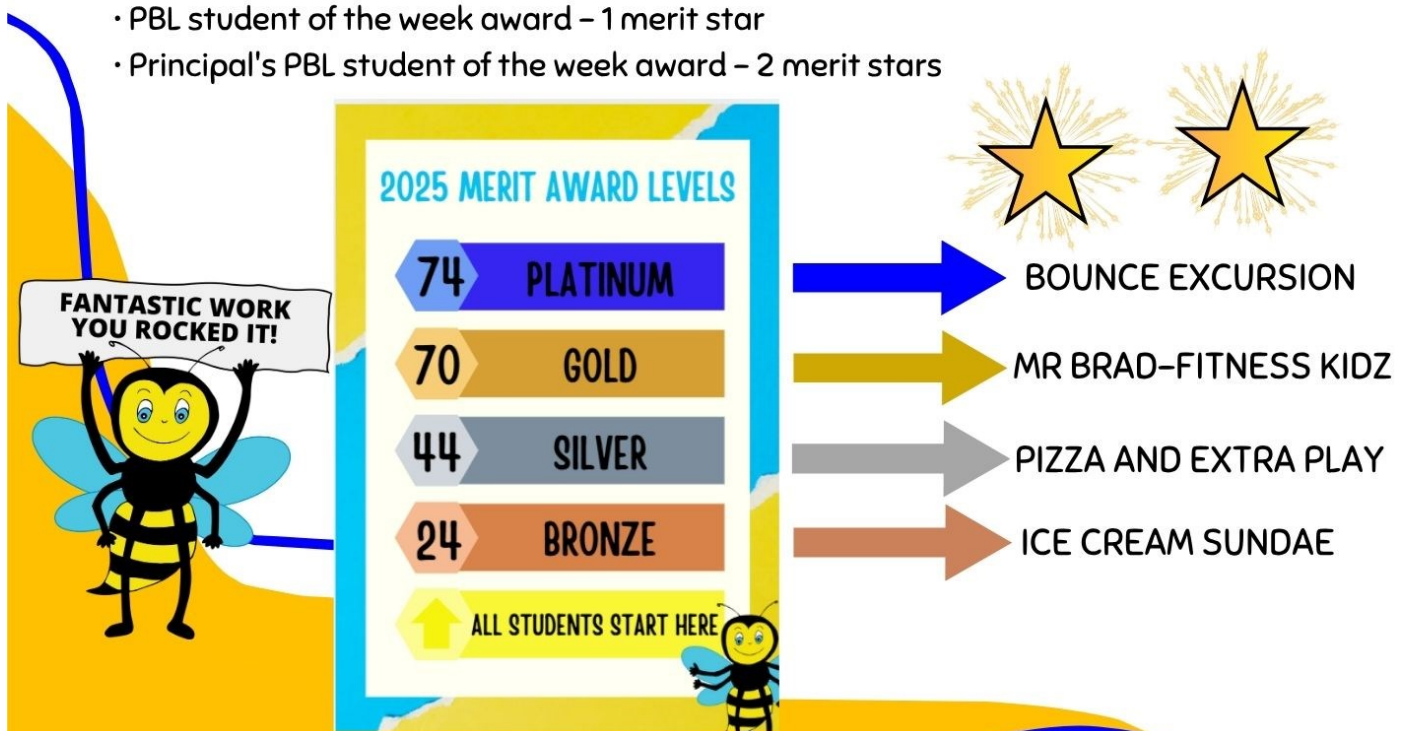 · PBL student of the week award – 1 merit star
· Principal's PBL student of the week award – 2 merit stars
2025 MERIT AWARD LEVELS
FANTASTIC WORK
YOU ROCKED IT!
74 PLATINUM
BOUNCE EXCURSION
70 GOLD
MR BRAD–FITNESS KIDZ
44 SILVER
PIZZA AND EXTRA PLAY
24 BRONZE
ICE CREAM SUNDAE
ALL STUDENTS START HERE